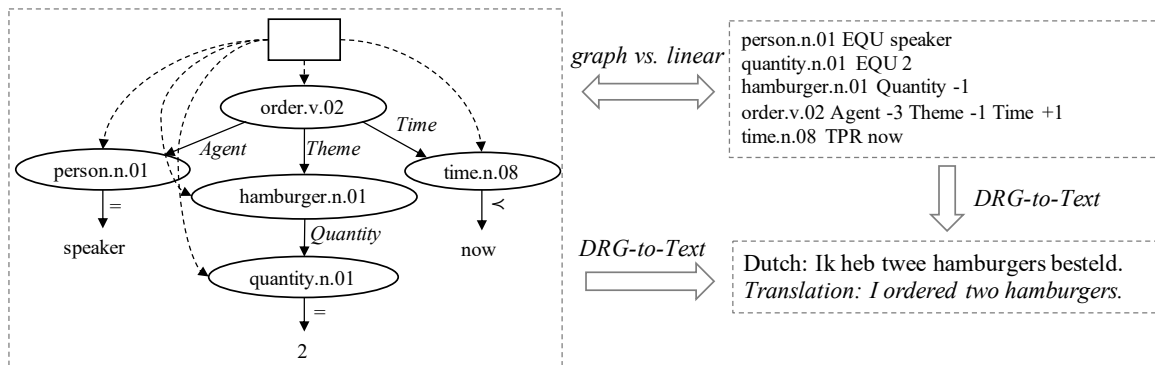 order.v.02
Agent
Theme
Time
person.n.01
hamburger.n.01
time.n.08
=
≺
speaker
Quantity
now
quantity.n.01
=
2
graph vs. linear
person.n.01 EQU speaker
quantity.n.01 EQU 2
hamburger.n.01 Quantity -1
order.v.02 Agent -3 Theme -1 Time +1
time.n.08 TPR now
DRG-to-Text
DRG-to-Text
Dutch: Ik heb twee hamburgers besteld.
Translation: I ordered two hamburgers.